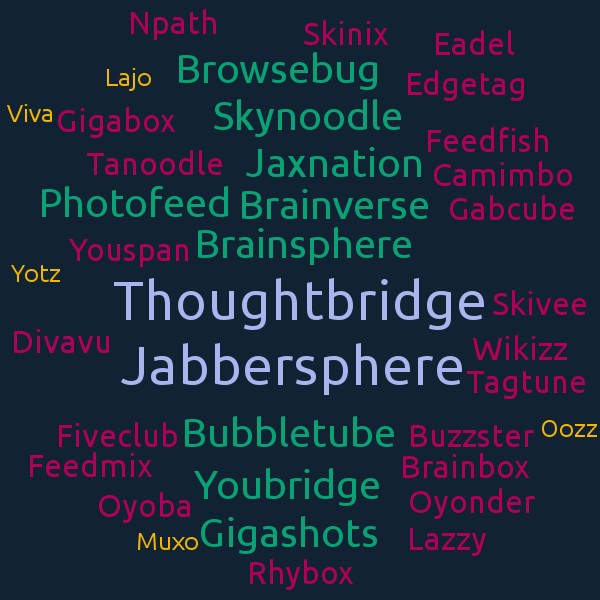 Npath
Skinix
Eadel
Lajo
Browsebug
Edgetag
Viva
Gigabox
Skynoodle
Feedfish
Tanoodle
Jaxnation
Camimbo
Photofeed
Brainverse
Gabcube
Youspan
Brainsphere
Yotz
Thoughtbridge
Skivee
Divavu
Jabbersphere
Wikizz
Tagtune
Fiveclub
Bubbletube
Buzzster
Oozz
Feedmix
Youbridge
Brainbox
Oyoba
Oyonder
Muxo
Gigashots
Lazzy
Rhybox